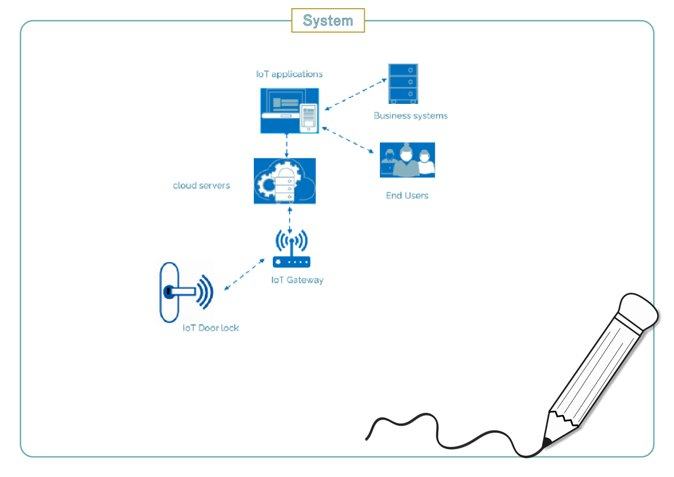 System
IoT applications
Business systems
cloud servers
End Users
IoT Gateway
IoT Door lock